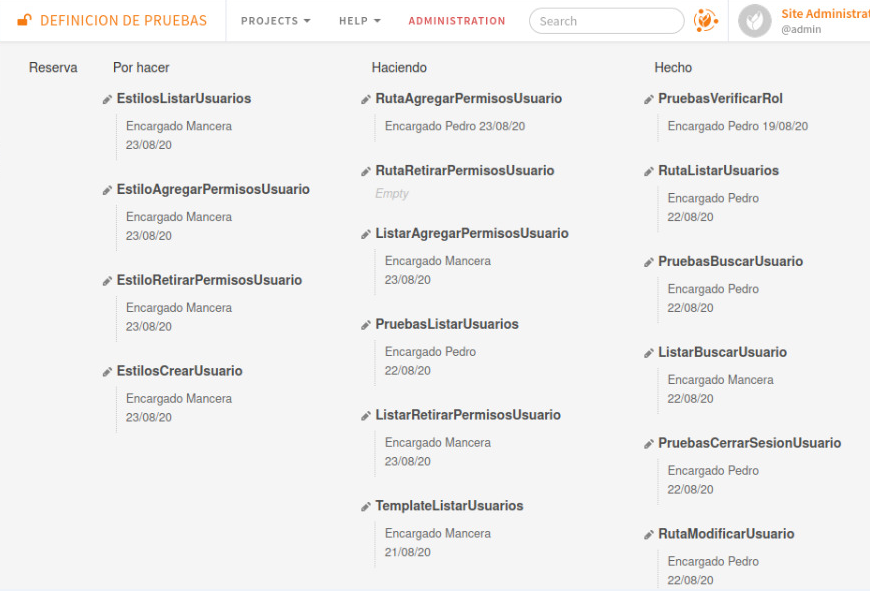 DEFINICION DE PRUEBAS
PROJECTS
HELP
ADMINISTRATION
Search
Site Administrat
@admin
Reserva
Por hacer
EstilosListarUsuarios
Encargado Mancera
23/08/20
EstiloAgregarPermisosUsuario
Encargado Mancera
23/08/20
EstiloRetirarPermisosUsuario
Encargado Mancera
23/08/20
EstilosCrearUsuario
Encargado Mancera
23/08/20
Haciendo
RutaAgregarPermisosUsuario
Encargado Pedro 23/08/20
RutaRetirarPermisosUsuario
Empty
ListarAgregarPermisosUsuario
Encargado Mancera
23/08/20
PruebasListarUsuarios
Encargado Pedro
22/08/20
ListarRetirarPermisosUsuario
Encargado Mancera
23/08/20
TemplateListarUsuarios
Encargado Mancera
21/08/20
Hecho
PruebasVerificarRol
Encargado Pedro 19/08/20
RutaListarUsuarios
Encargado Pedro
22/08/20
PruebasBuscarUsuario
Encargado Pedro
22/08/20
ListarBuscarUsuario
Encargado Mancera
22/08/20
PruebasCerrarSesionUsuario
Encargado Pedro
22/08/20
RutaModificarUsuario
Encargado Pedro
22/08/20